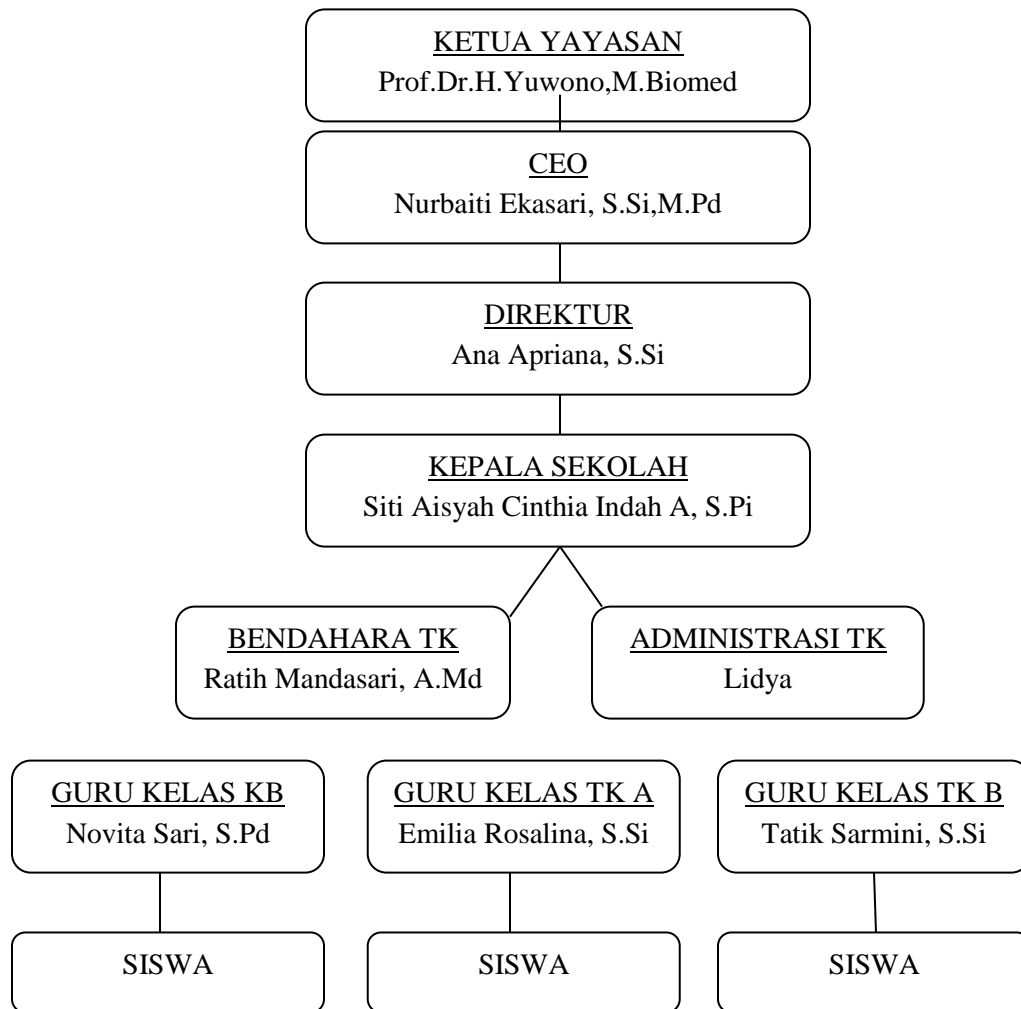 KETUA YAYASAN
Prof.Dr.H.Yuwono,M.Biomed
CEO
Nurbaiti Ekasari, S.Si,M.Pd
DIREKTUR
Ana Apriana, S.Si
KEPALA SEKOLAH
Siti Aisyah Cinthia Indah A, S.Pi
BENDAHARA TK
Ratih Mandasari, A.Md
ADMINISTRASI TK
Lidya
GURU KELAS KB
Novita Sari, S.Pd
GURU KELAS TK A
Emilia Rosalina, S.Si
GURU KELAS TK B
Tatik Sarmini, S.Si
SISWA
SISWA
SISWA